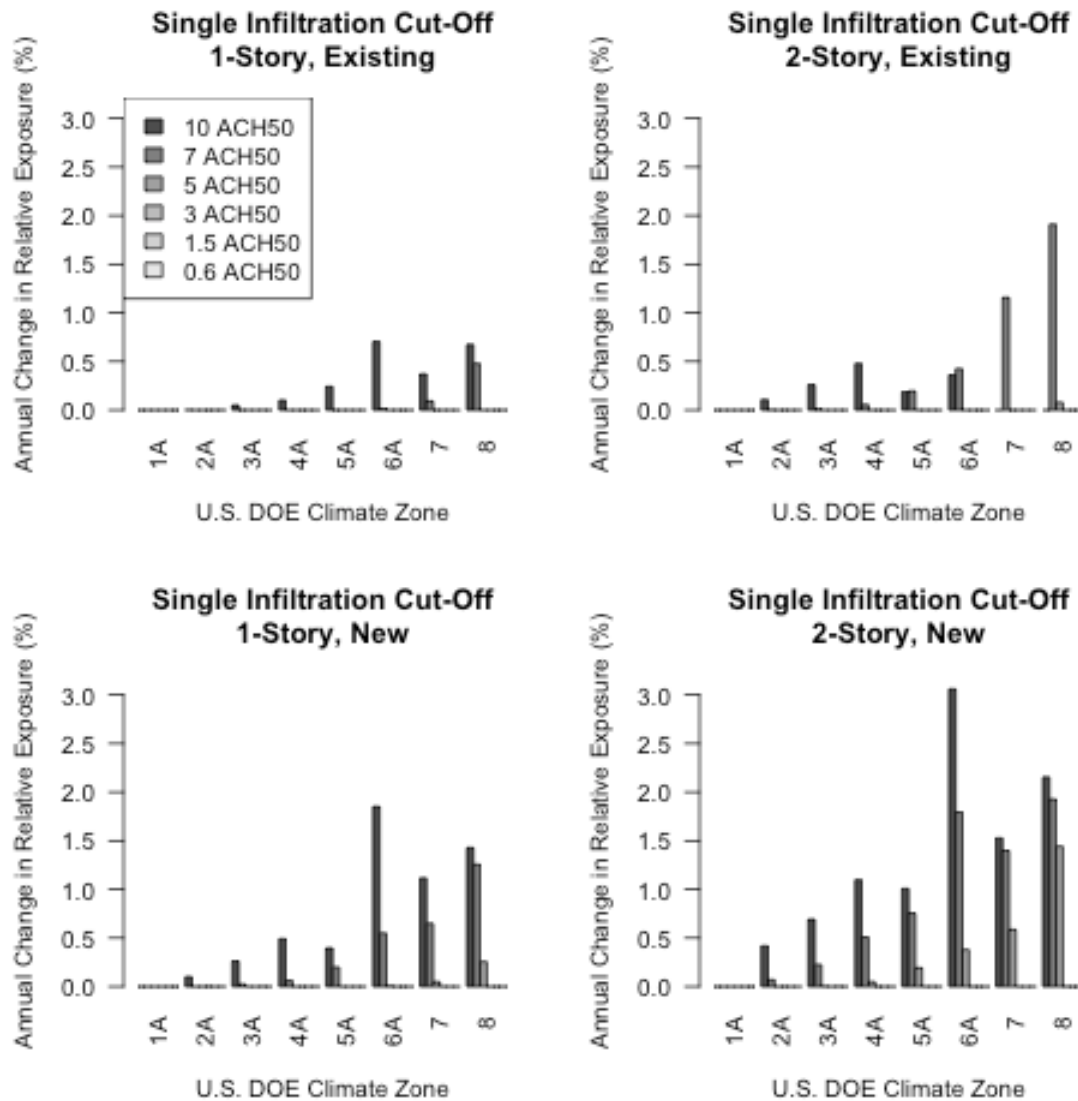 Single Infiltration Cut-Off
1-Story, Existing
Annual Change in Relative Exposure (%)
3.0
2.5
2.0
1.5
1.0
0.5
0.0
10 ACH50
7 ACH50
5 ACH50
3 ACH50
1.5 ACH50
0.6 ACH50
1A
2A
3A
4A
5A
6A
7
8
U.S. DOE Climate Zone
Single Infiltration Cut-Off
2-Story, Existing
Annual Change in Relative Exposure (%)
3.0
2.5
2.0
1.5
1.0
0.5
0.0
1A
2A
3A
4A
5A
6A
7
8
U.S. DOE Climate Zone
Single Infiltration Cut-Off
1-Story, New
Annual Change in Relative Exposure (%)
3.0
2.5
2.0
1.5
1.0
0.5
0.0
1A
2A
3A
4A
5A
6A
7
8
U.S. DOE Climate Zone
Single Infiltration Cut-Off
2-Story, New
Annual Change in Relative Exposure (%)
3.0
2.5
2.0
1.5
1.0
0.5
0.0
1A
2A
3A
4A
5A
6A
7
8
U.S. DOE Climate Zone